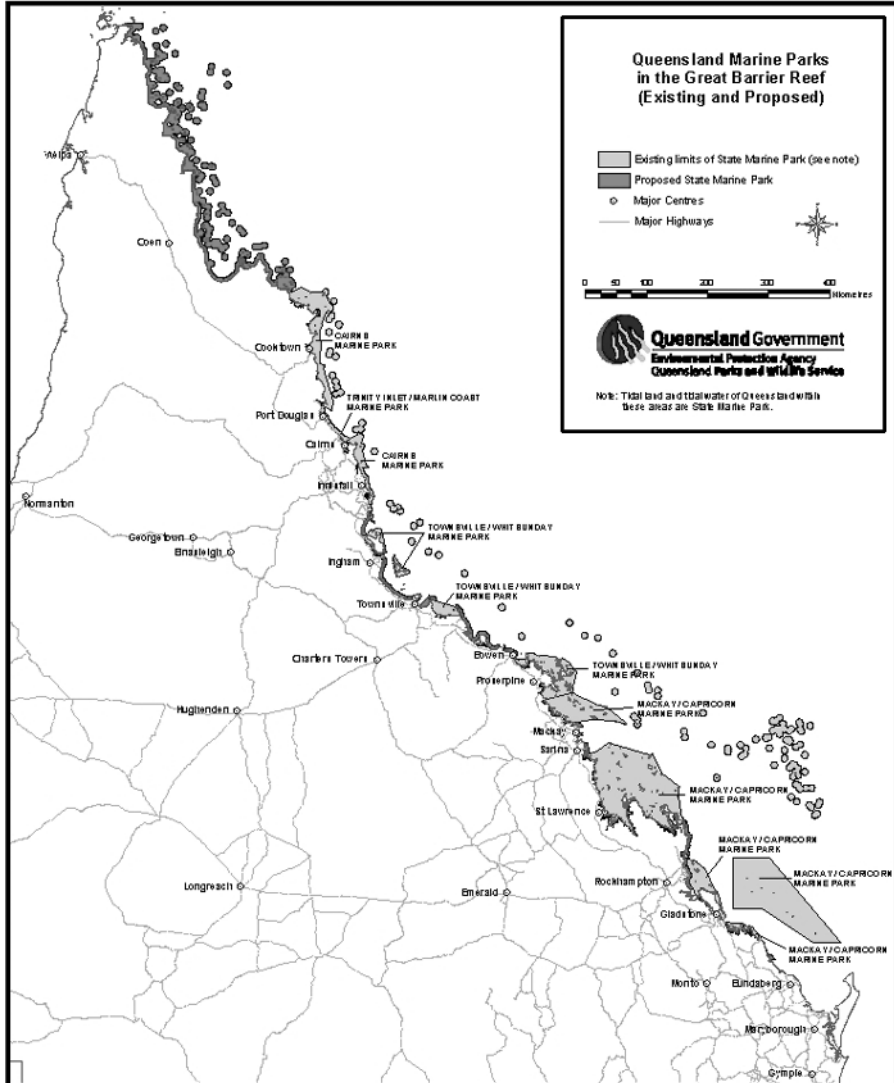 Queensland Marine Parks
in the Great Barrier Reef
(Existing and Proposed)
Existing limits of State Marine Park (see note)
Proposed State Marine Park
Major Centres
Major Highways
0 50 100 200 300 400
Kilometres
Queensland Government
Environmental Protection Agency
Queensland Parks and Wildlife Service
Note: Tidal land and tidal water of Queensland within
these areas are State Marine Park.
Weipa
Coen
CAIRNS
MARINE PARK
Cooktown
TRINITY INLET / MARLIN COAST
MARINE PARK
Port Douglas
Cairns
CAIRNS
MARINE PARK
Innisfail
Normanton
TOWNSVILLE / WHITSUNDAY
MARINE PARK
Georgetown
Einasleigh
Ingham
TOWNSVILLE / WHITSUNDAY
MARINE PARK
Townsville
Bowen
Charters Towers
TOWNSVILLE / WHITSUNDAY
MARINE PARK
Proserpine
MACKAY / CAPRICORN
MARINE PARK
Hughenden
Mackay
Sarina
MACKAY / CAPRICORN
MARINE PARK
St Lawrence
MACKAY / CAPRICORN
MARINE PARK
MACKAY / CAPRICORN
MARINE PARK
Longreach
Emerald
Rockhampton
Gladstone
MACKAY / CAPRICORN
MARINE PARK
Monto
Bundaberg
Maryborough
Gympie